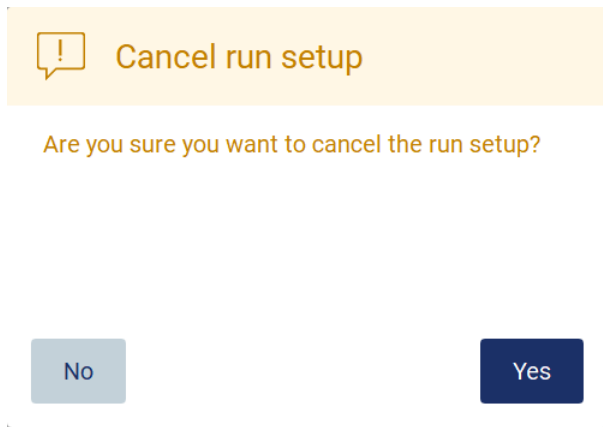 Cancel run setup
Are you sure you want to cancel the run setup?
No
Yes